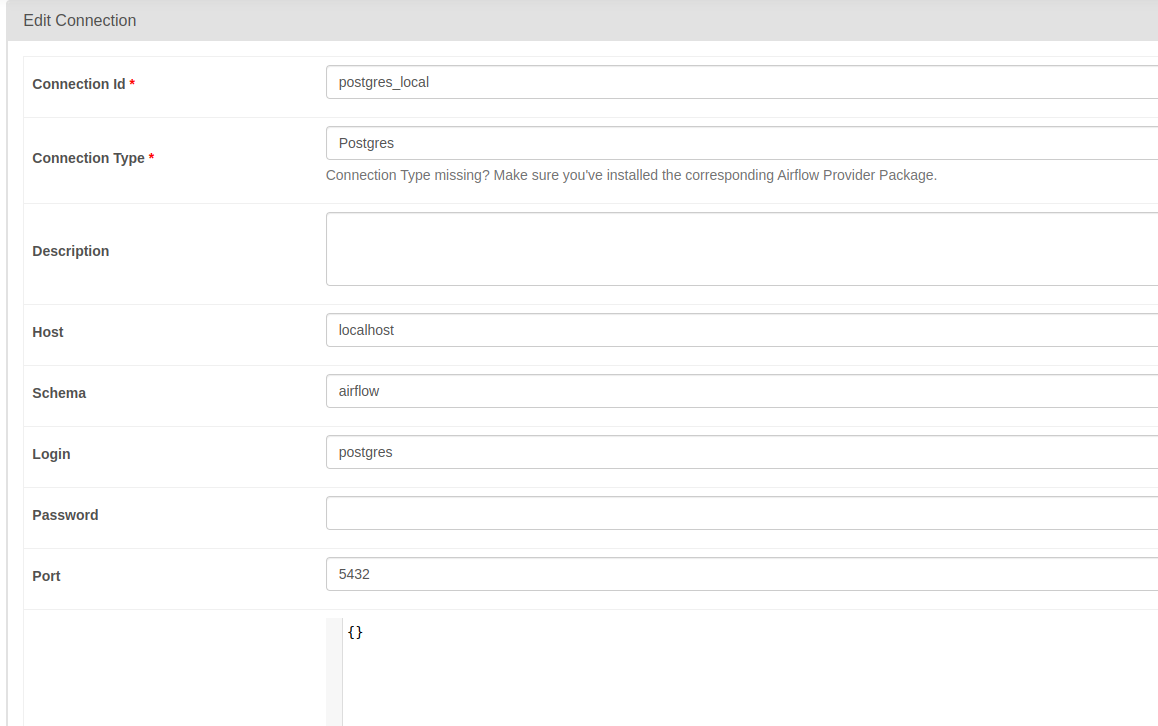 Edit Connection
Connection Id *
postgres_local
Connection Type *
Postgres
Connection Type missing? Make sure you've installed the corresponding Airflow Provider Package.
Description
Host
localhost
Schema
airflow
Login
postgres
Password
Port
5432
{}